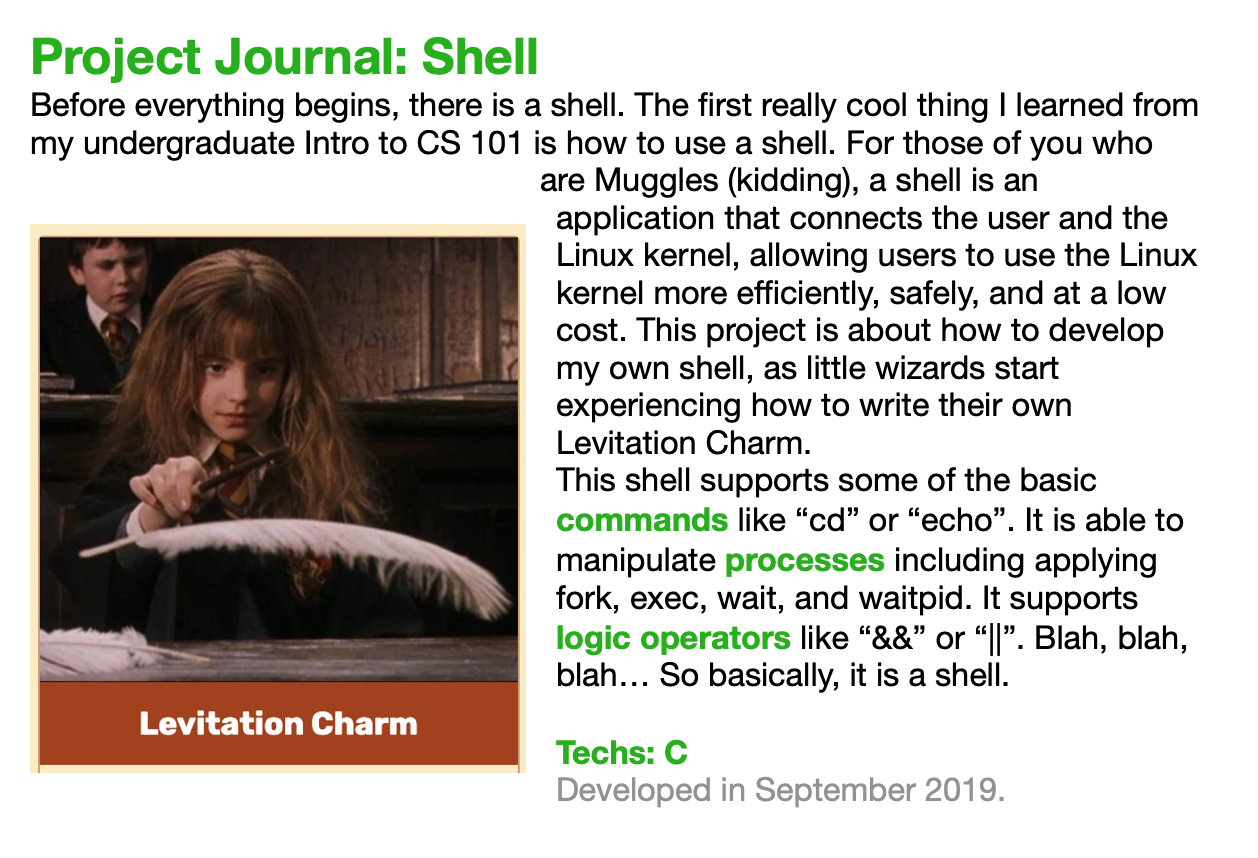 Project Journal: Shell
Before everything begins, there is a shell. The first really cool thing I learned from
my undergraduate Intro to CS 101 is how to use a shell. For those of you who
are Muggles (kidding), a shell is an
application that connects the user and the
Linux kernel, allowing users to use the Linux
kernel more efficiently, safely, and at a low
cost. This project is about how to develop
my own shell, as little wizards start
experiencing how to write their own
Levitation Charm.
This shell supports some of the basic
commands like “cd” or “echo”. It is able to
manipulate processes including applying
fork, exec, wait, and waitpid. It supports
logic operators like “&&” or “||”. Blah, blah,
blah… So basically, it is a shell.
Levitation Charm
Techs: C
Developed in September 2019.